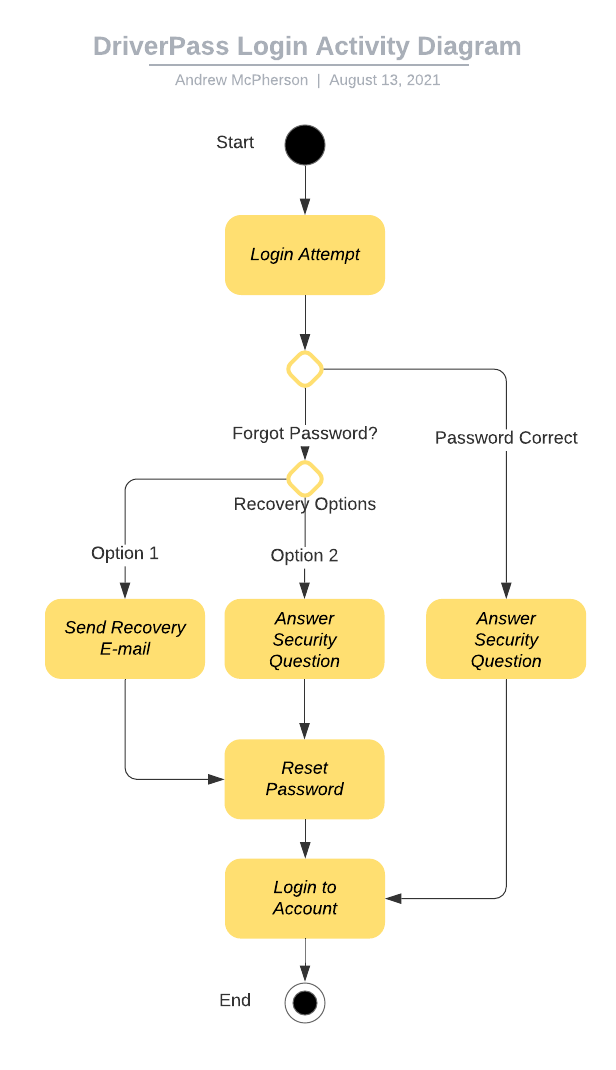 DriverPass Login Activity Diagram
Andrew McPherson | August 13, 2021
Start
Login Attempt
Forgot Password?
Password Correct
Recovery Options
Option 1
Option 2
Send Recovery
E-mail
Answer
Security
Question
Answer
Security
Question
Reset
Password
Login to
Account
End